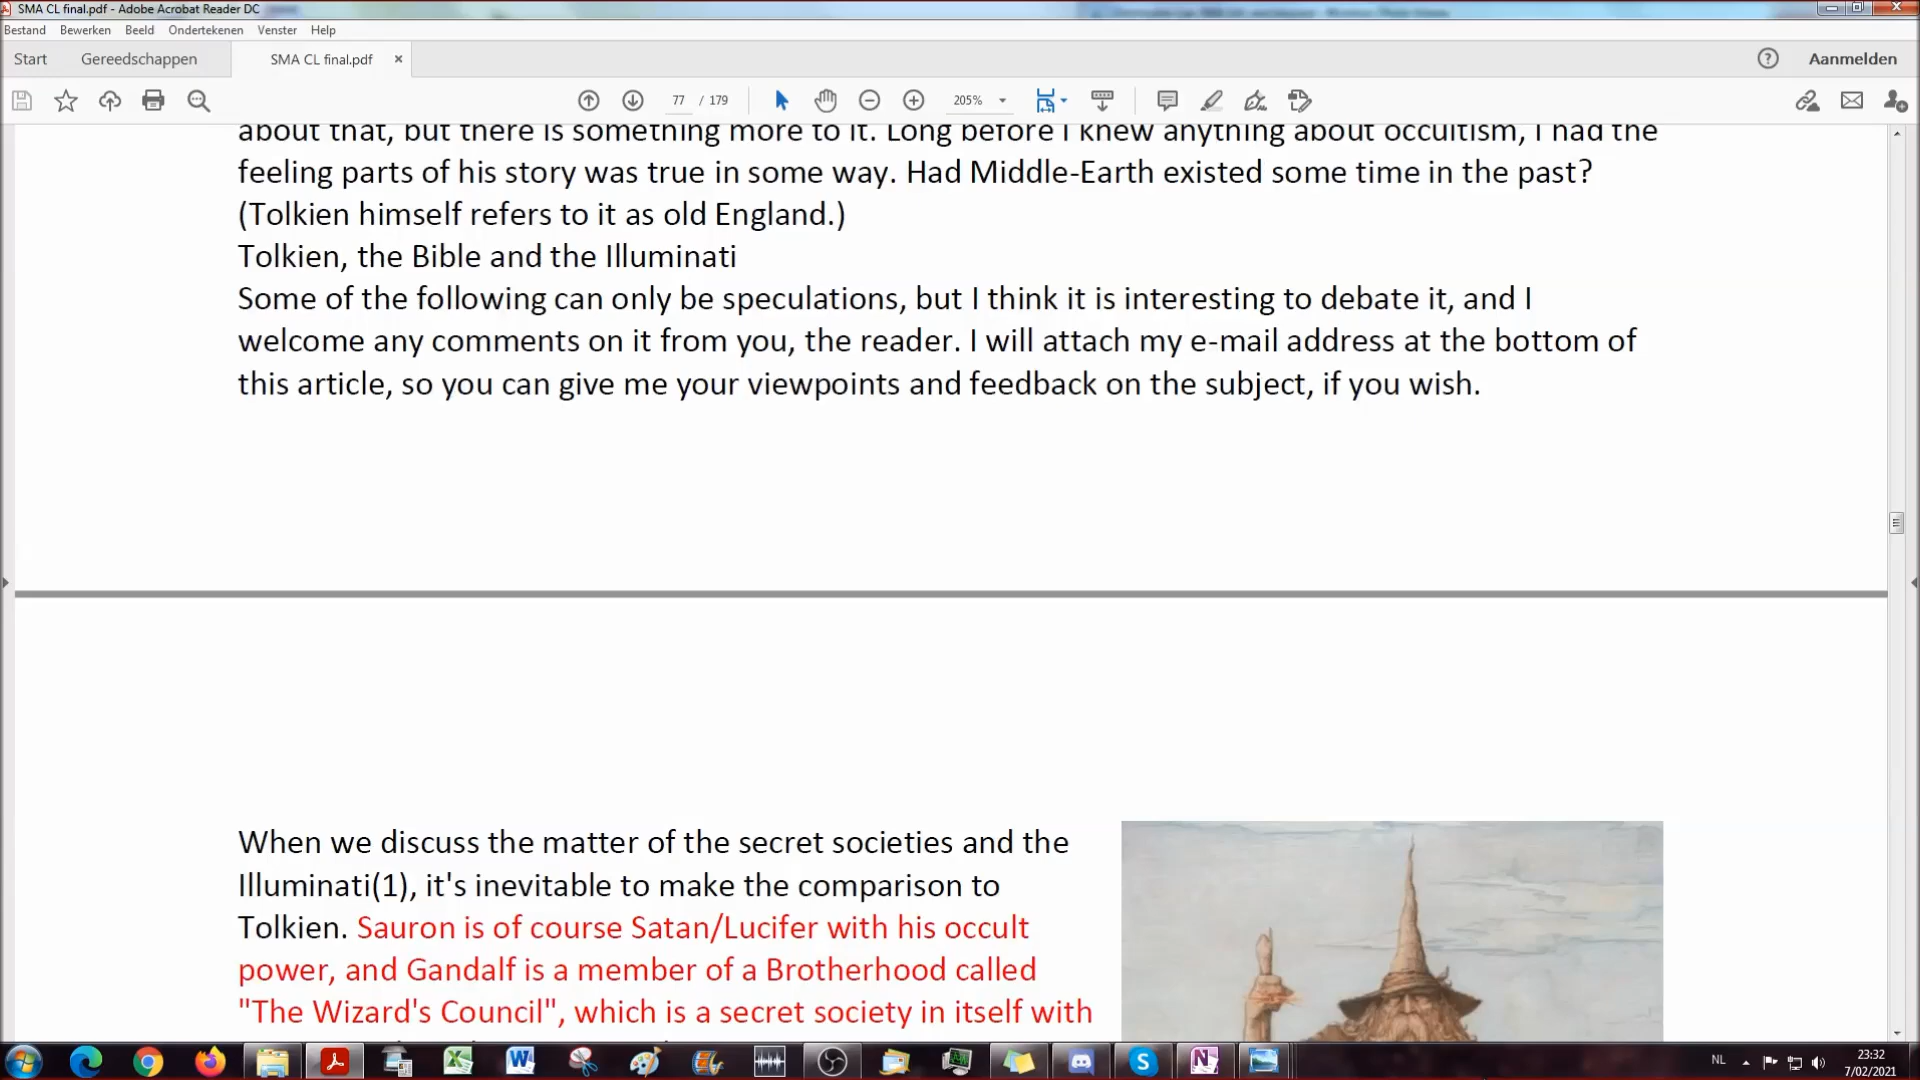 SMA CL final.pdf - Adobe Acrobat Reader DC
Bestand Bewerken Beeld Ondertekenen Venster Help
Start Gereedschappen SMA CL final.pdf × Aanmelden
77 / 179 205%
about that, but there is something more to it. Long before I knew anything about occultism, I had the
feeling parts of his story was true in some way. Had Middle-Earth existed some time in the past?
(Tolkien himself refers to it as old England.)
Tolkien, the Bible and the Illuminati
Some of the following can only be speculations, but I think it is interesting to debate it, and I
welcome any comments on it from you, the reader. I will attach my e-mail address at the bottom of
this article, so you can give me your viewpoints and feedback on the subject, if you wish.
When we discuss the matter of the secret societies and the
Illuminati(1), it's inevitable to make the comparison to
Tolkien. Sauron is of course Satan/Lucifer with his occult
power, and Gandalf is a member of a Brotherhood called
"The Wizard's Council", which is a secret society in itself with
NL 23:32
7/02/2021